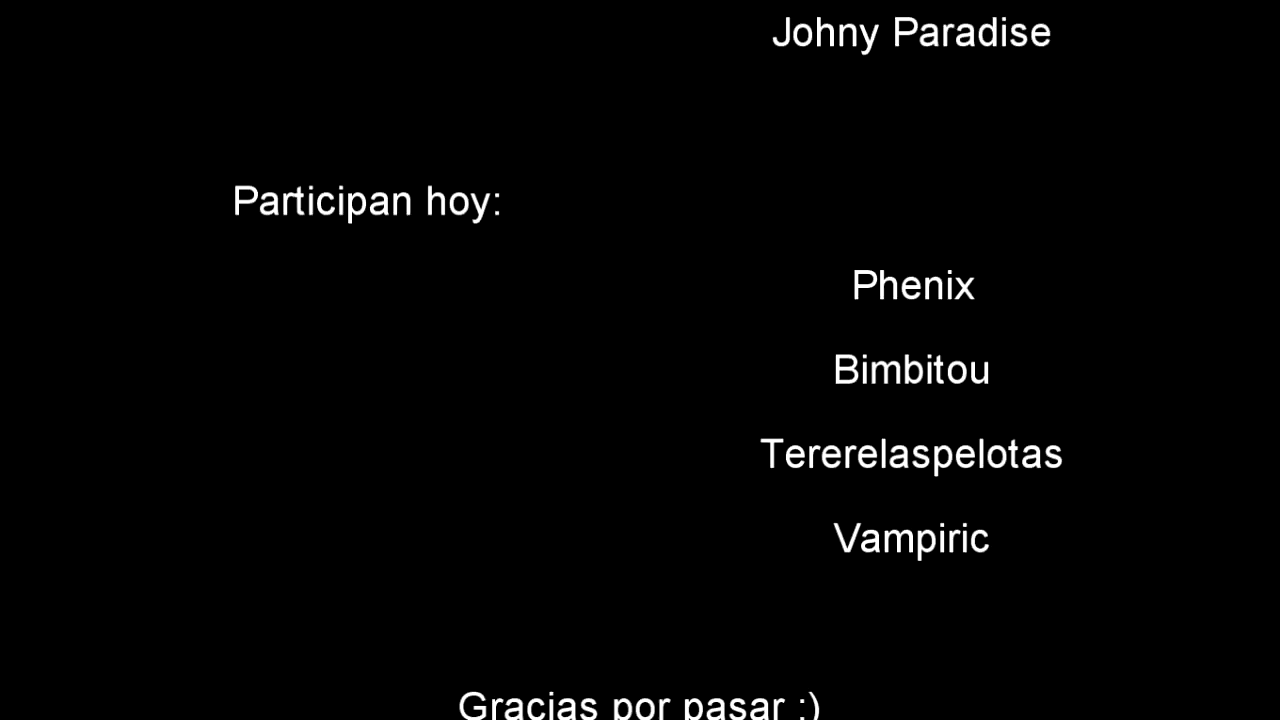 Johny Paradise
Participan hoy:
Phenix
Bimbitou
Tererelaspelotas
Vampiric
Gracias por pasar :)